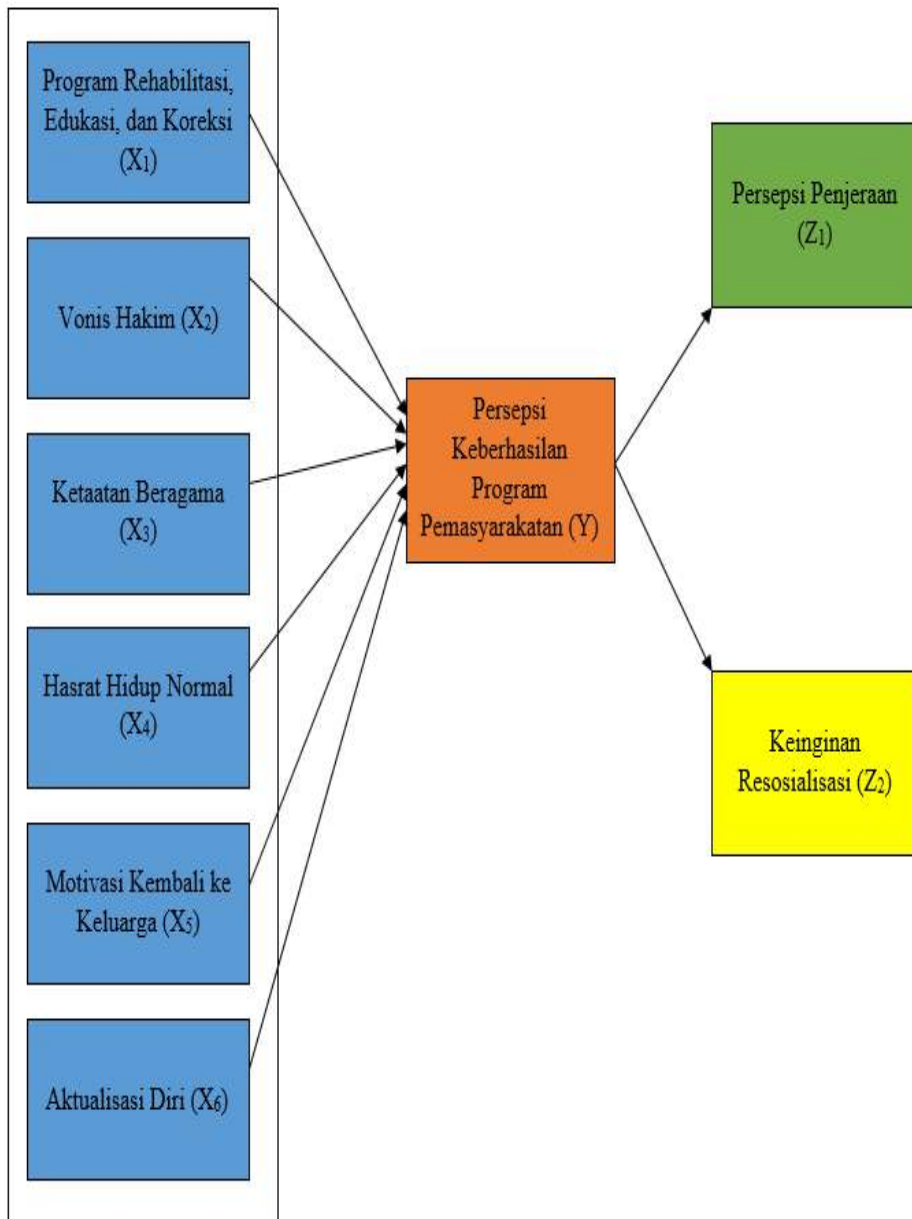 Program Rehabilitasi,
Edukasi, dan Koreksi
(X1)
Vonis Hakim (X2)
Ketaatan Beragama
(X3)
Hasrat Hidup Normal
(X4)
Motivasi Kembali ke
Keluarga (X5)
Aktualisasi Diri (X6)
Persepsi
Keberhasilan
Program
Pemasyarakatan (Y)
Persepsi Penjeraan
(Z1)
Keinginan
Resosialisasi (Z2)